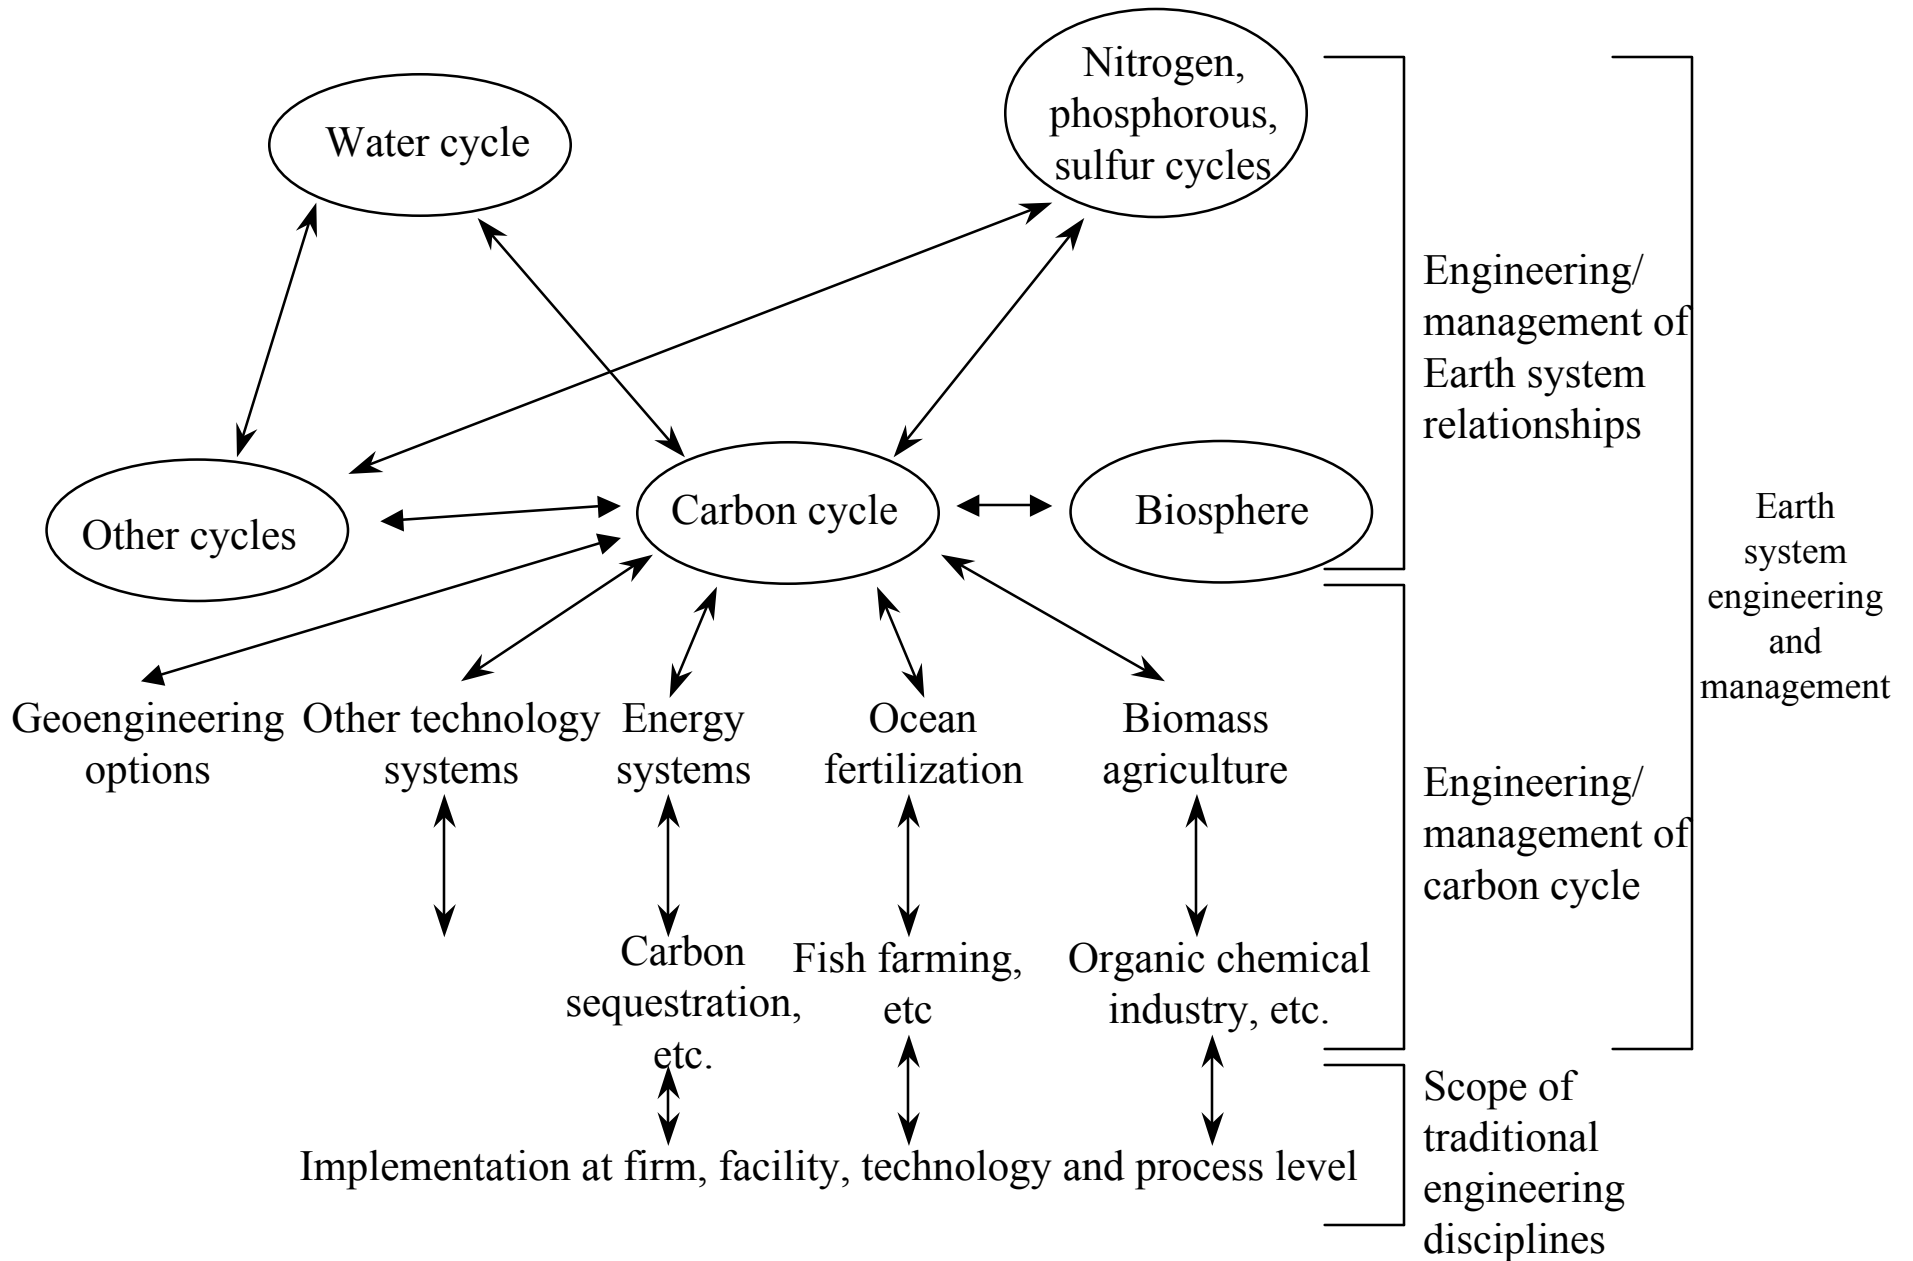 Nitrogen,
phosphorous,
sulfur cycles
Water cycle
Engineering/
management of
Earth system
relationships
Other cycles
Carbon cycle
Biosphere
Earth
system
engineering
and
management
Geoengineering
options
Other technology
systems
Energy
systems
Ocean
fertilization
Biomass
agriculture
Engineering/
management of
carbon cycle
Carbon
sequestration,
etc.
Fish farming,
etc
Organic chemical
industry, etc.
Implementation at firm, facility, technology and process level
Scope of
traditional
engineering
disciplines